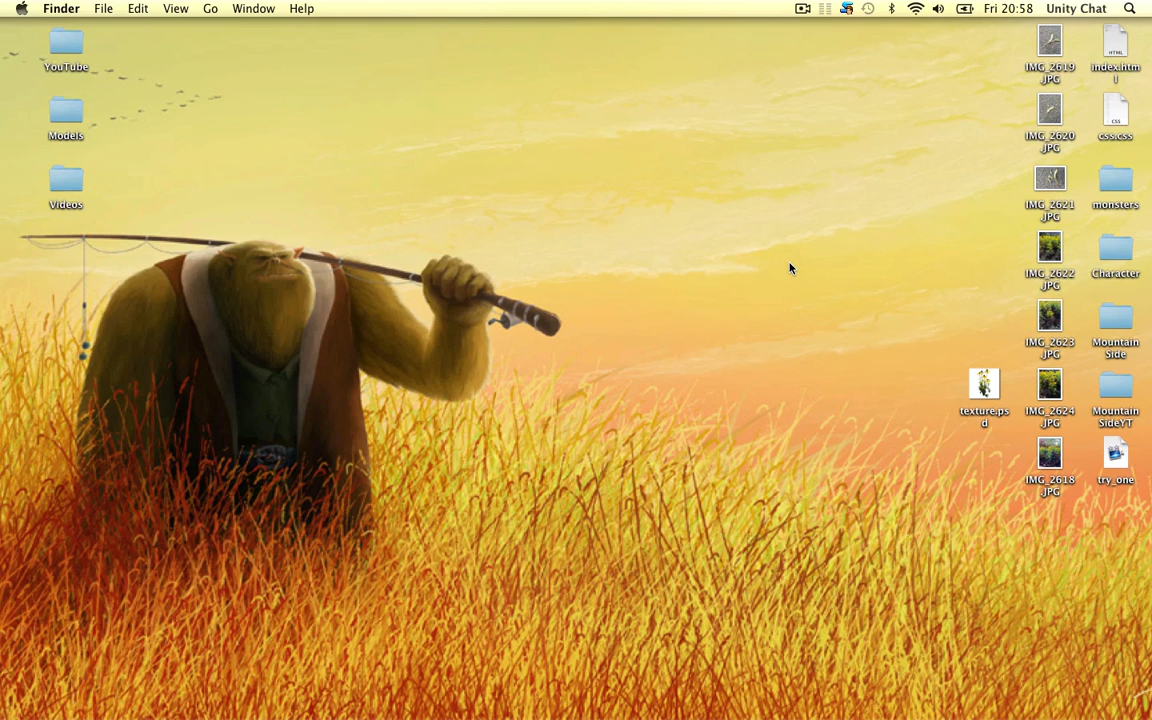 Finder File Edit View Go Window Help Fri 20:58 Unity Chat
YouTube
Models
Videos
IMG_2619
.JPG
IMG_2620
.JPG
IMG_2621
.JPG
IMG_2622
.JPG
IMG_2623
.JPG
IMG_2624
.JPG
IMG_2618
.JPG
texture.ps
d
HTML
index.htm
l
CSS
css.css
monsters
Character
Mountain
Side
Mountain
SideYT
try_one